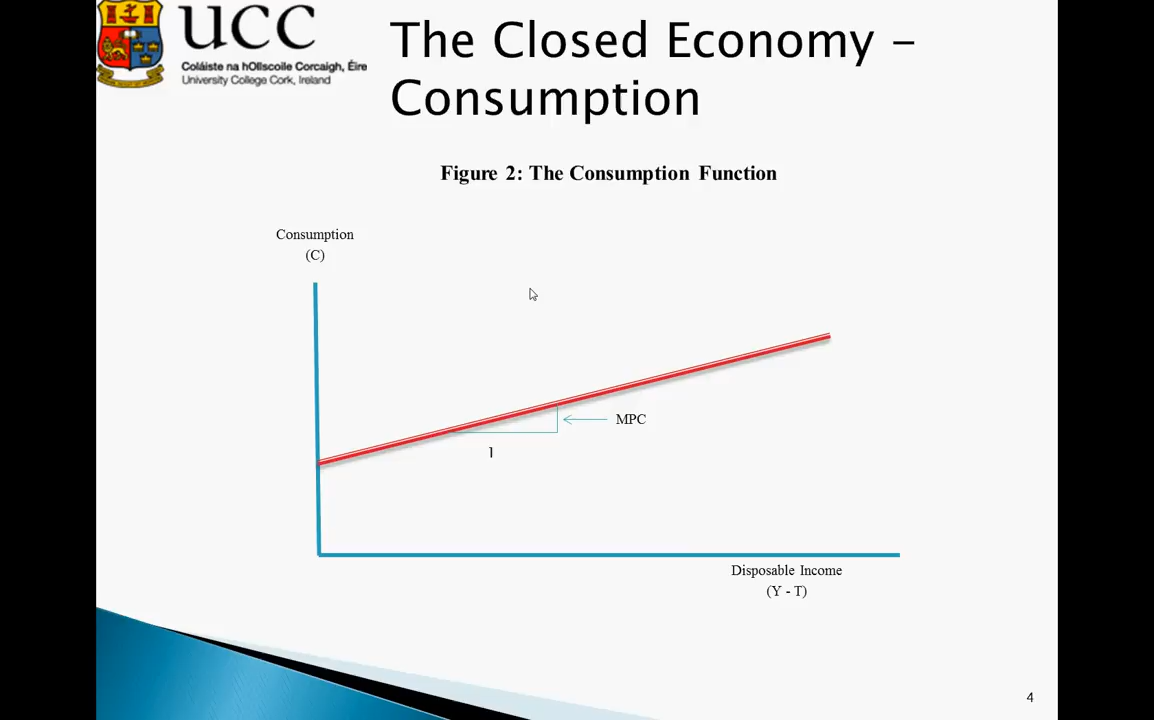 UCC
Coláiste na hOllscoile Corcaigh, Éire
University College Cork, Ireland
The Closed Economy –
Consumption
Figure 2: The Consumption Function
Consumption
(C)
MPC
1
Disposable Income
(Y - T)
4